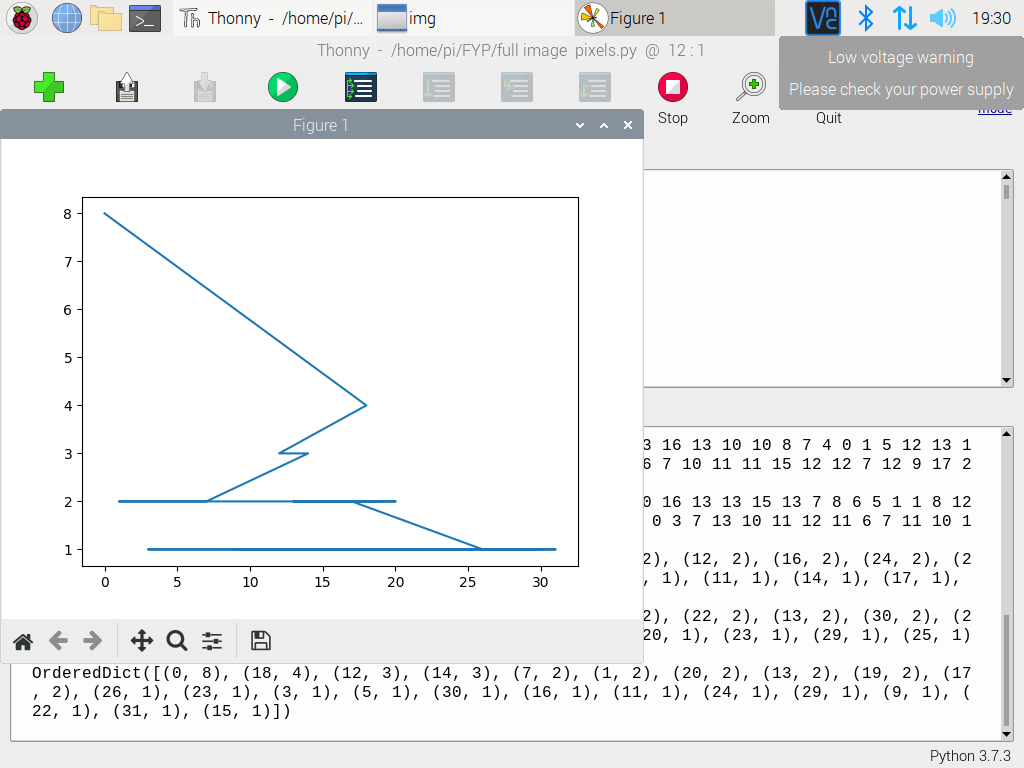 Thonny - /home/pi/...
img
Figure 1
19:30
Thonny - /home/pi/FYP/full image pixels.py @ 12 : 1
Low voltage warning
Please check your power supply
Stop
Zoom
Quit
mode
Figure 1
8
7
6
5
4
3
2
1
0 5 10 15 20 25 30
3 16 13 10 10 8 7 4 0 1 5 12 13 1
6 7 10 11 11 15 12 12 7 12 9 17 2
0 16 13 13 15 13 7 8 6 5 1 1 8 12
0 3 7 13 10 11 12 11 6 7 11 10 1
2), (12, 2), (16, 2), (24, 2), (2
, 1), (11, 1), (14, 1), (17, 1),
2), (22, 2), (13, 2), (30, 2), (2
20, 1), (23, 1), (29, 1), (25, 1)
OrderedDict([(0, 8), (18, 4), (12, 3), (14, 3), (7, 2), (1, 2), (20, 2), (13, 2), (19, 2), (17
, 2), (26, 1), (23, 1), (3, 1), (5, 1), (30, 1), (16, 1), (11, 1), (24, 1), (29, 1), (9, 1), (
22, 1), (31, 1), (15, 1)])
Python 3.7.3